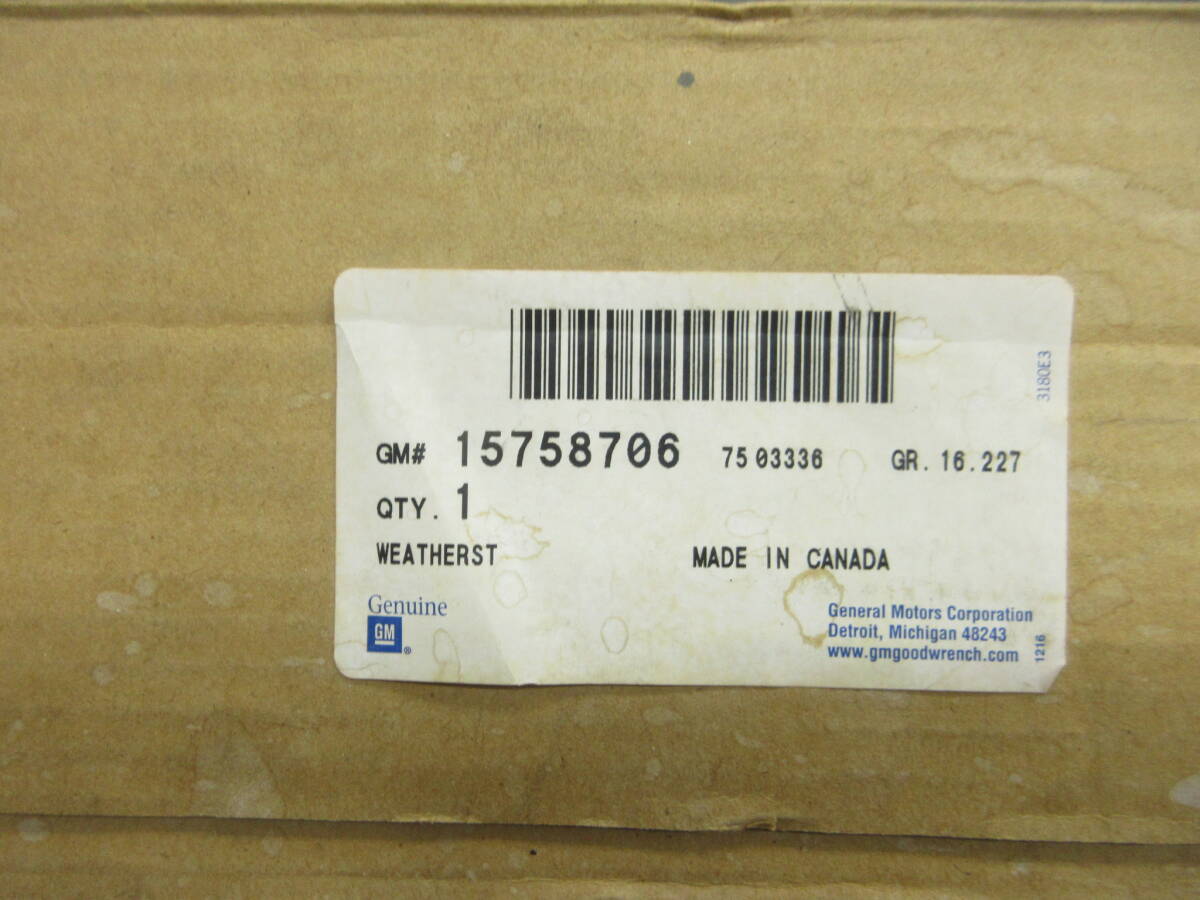 3180E3
GM# 15758706 75 03336 GR. 16.227
QTY. 1
WEATHERST MADE IN CANADA
Genuine
GM
®
General Motors Corporation
Detroit, Michigan 48243
www.gmgoodwrench.com
1216